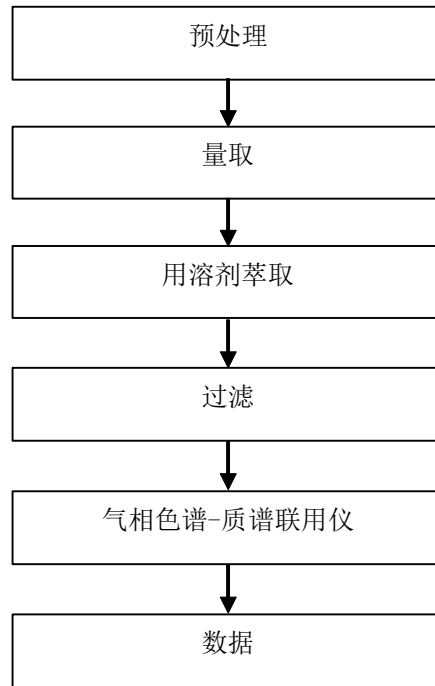 预处理
量取
用溶剂萃取
过滤
气相色谱-质谱联用仪
数据